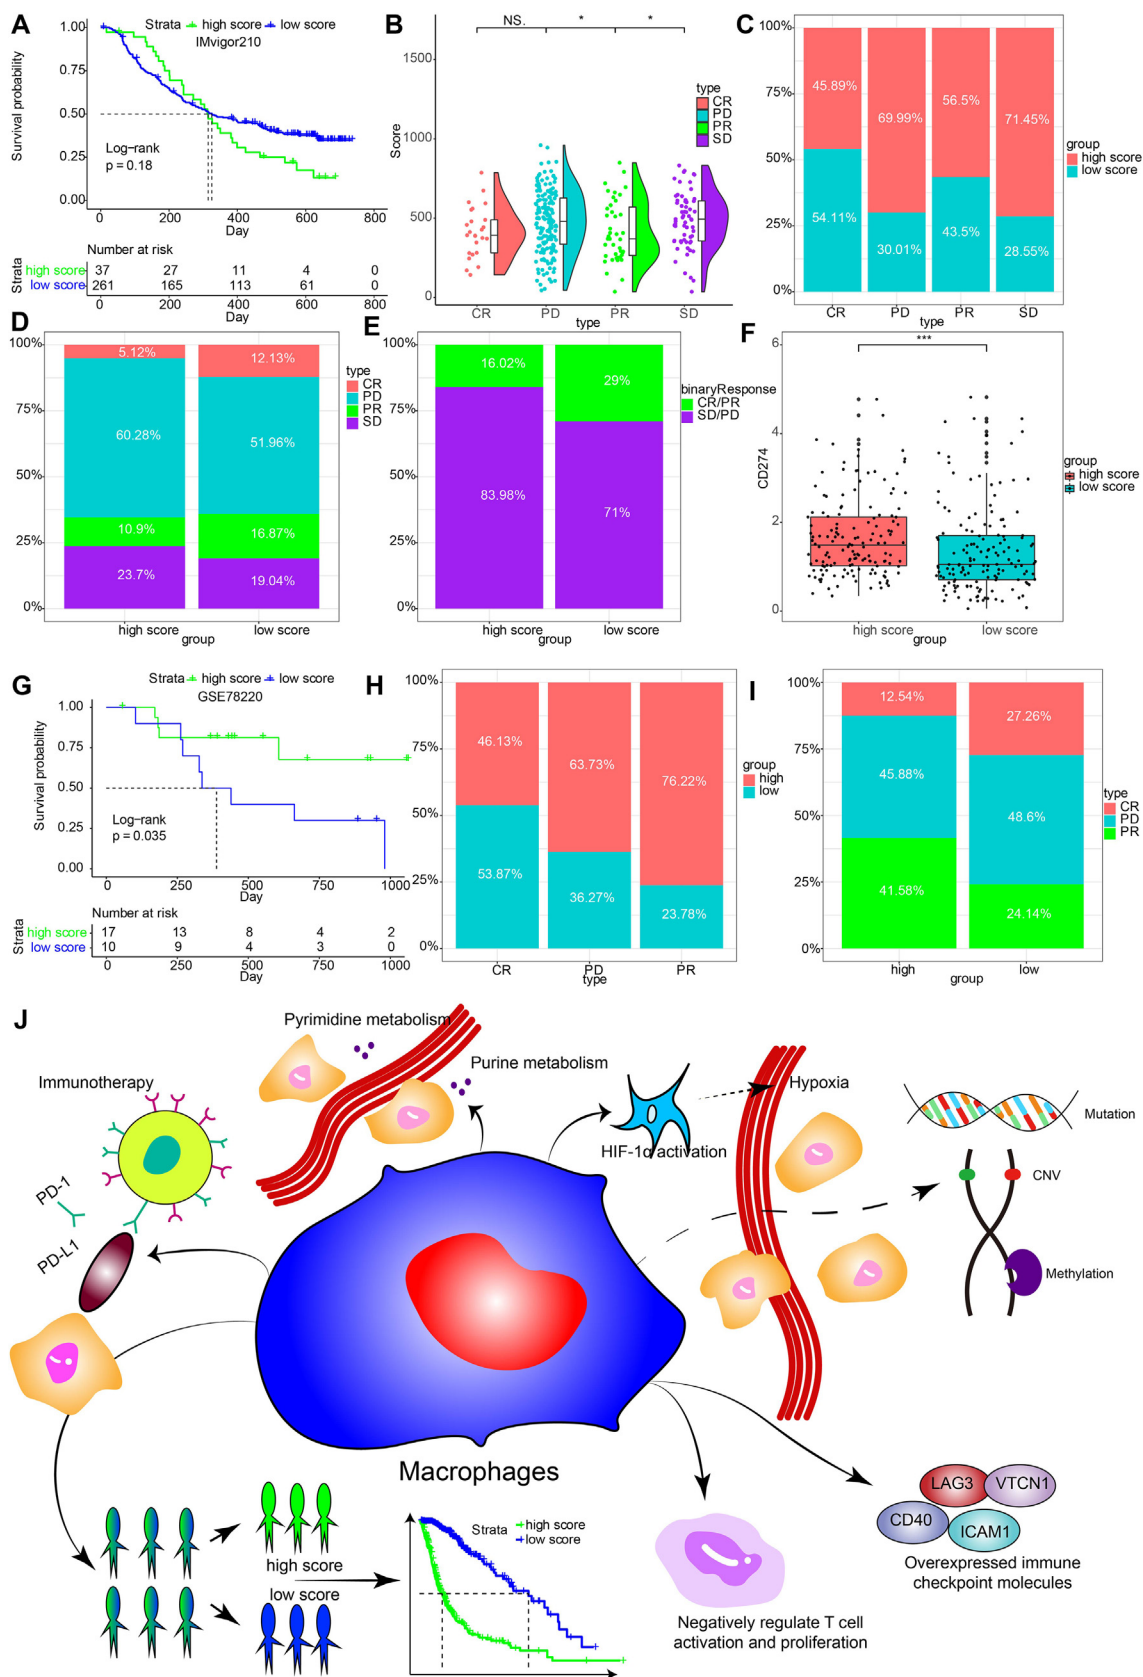 A
Strata high score low score
IMvigor210
Survival probability
1.00
0.75
0.50
0.25
0.00
Log-rank
p = 0.18
0 200 400 600 800
Day
Number at risk
Strata
high score 37 27 11 4 0
low score 261 165 113 61 0
0 200 400 600 800
Day
B
NS. * *
Score
1500
1000
500
0
type
CR
PD
PR
SD
CR PD PR SD
type
C
100%
75%
50%
25%
0%
45.89% 69.99% 56.5% 71.45%
54.11% 30.01% 43.5% 28.55%
group
high score
low score
CR PD PR SD
type
D
100%
75%
50%
25%
0%
5.12% 12.13%
60.28% 51.96%
10.9% 16.87%
23.7% 19.04%
type
CR
PD
PR
SD
high score low score
group
E
100%
75%
50%
25%
0%
16.02% 29%
83.98% 71%
binaryResponse
CR/PR
SD/PD
high score low score
group
F
***
CD274
6
4
2
0
group
high score
low score
high score low score
group
G
Strata high score low score
GSE78220
Survival probability
1.00
0.75
0.50
0.25
0.00
Log-rank
p = 0.035
0 250 500 750 1000
Day
Number at risk
Strata
high score 17 13 8 4 2
low score 10 9 4 3 0
0 250 500 750 1000
Day
H
100%
75%
50%
25%
0%
46.13% 63.73% 76.22%
53.87% 36.27% 23.78%
group
high
low
CR PD PR
type
I
100%
75%
50%
25%
0%
12.54% 27.26%
45.88% 48.6%
41.58% 24.14%
type
CR
PD
PR
high low
group
J
Pyrimidine metabolism
Purine metabolism
Immunotherapy
PD-1
PD-L1
HIF-1α activation
Hypoxia
Mutation
CNV
Methylation
Macrophages
high score
low score
Strata high score
low score
Negatively regulate T cell
activation and proliferation
LAG3 VTCN1
CD40 ICAM1
Overexpressed immune
checkpoint molecules